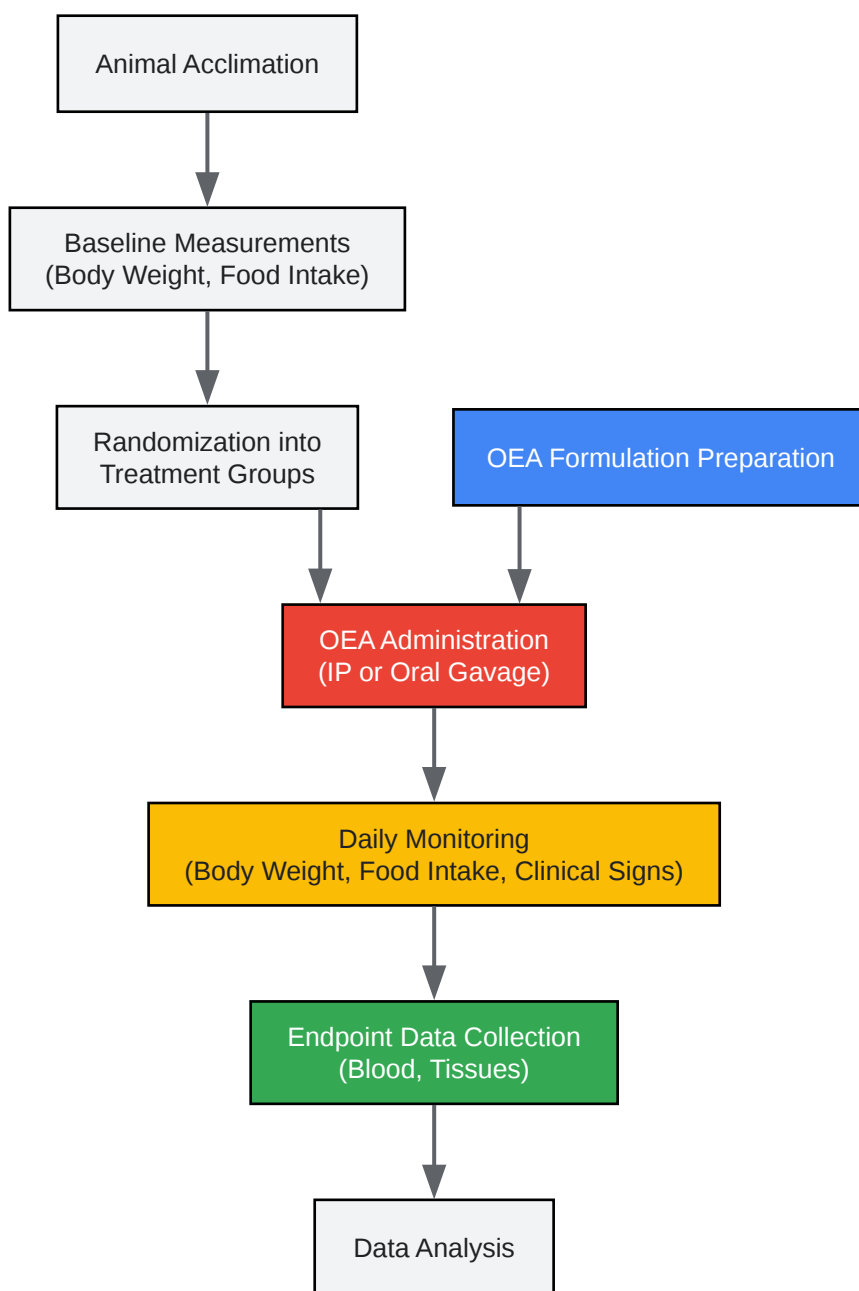 Animal Acclimation
Baseline Measurements
(Body Weight, Food Intake)
Randomization into
Treatment Groups
OEA Formulation Preparation
OEA Administration
(IP or Oral Gavage)
Daily Monitoring
(Body Weight, Food Intake, Clinical Signs)
Endpoint Data Collection
(Blood, Tissues)
Data Analysis